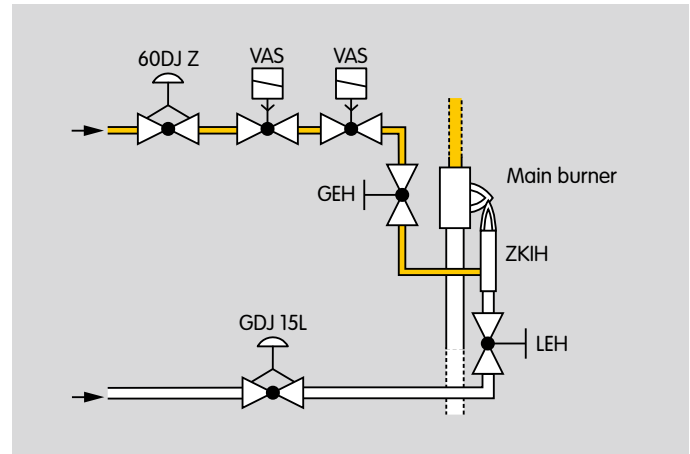 60DJ Z
VAS
VAS
GEH
Main burner
ZKIH
GDJ 15L
LEH